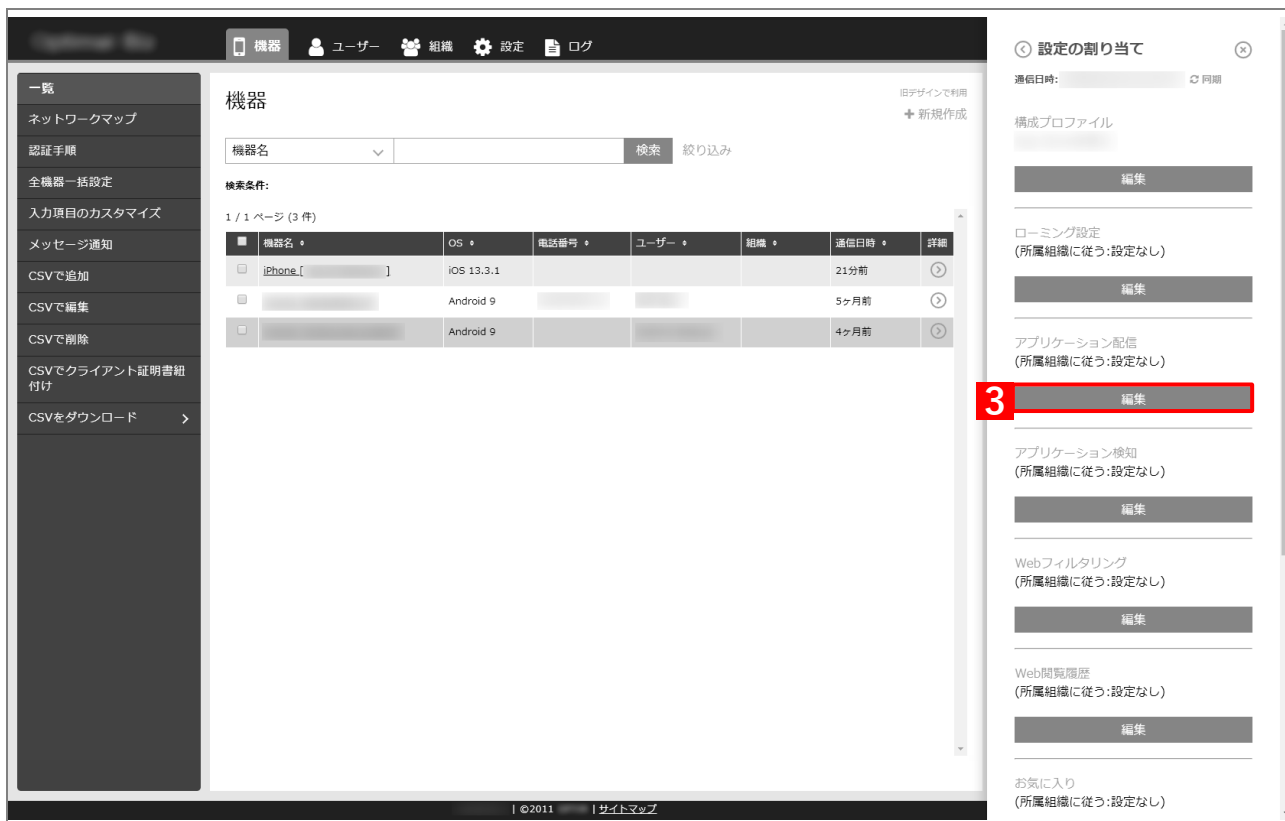 機器
ユーザー
組織
設定
ログ
一覧
ネットワークマップ
認証手順
全機器一括設定
入力項目のカスタマイズ
メッセージ通知
CSVで追加
CSVで編集
CSVで削除
CSVでクライアント証明書紐
付け
CSVをダウンロード
機器
旧デザインで利用
新規作成
機器名
検索
絞り込み
検索条件:
1 / 1 ページ (3 件)
機器名 OS 電話番号 ユーザー 組織 通信日時 詳細
iPhone [ ] iOS 13.3.1 21分前
Android 9 5ヶ月前
Android 9 4ヶ月前
| ©2011 | サイトマップ
設定の割り当て
通信日時: 同期
構成プロファイル
編集
ローミング設定
(所属組織に従う:設定なし)
編集
アプリケーション配信
(所属組織に従う:設定なし)
3 編集
アプリケーション検知
(所属組織に従う:設定なし)
編集
Webフィルタリング
(所属組織に従う:設定なし)
編集
Web閲覧履歴
(所属組織に従う:設定なし)
編集
お気に入り
(所属組織に従う:設定なし)